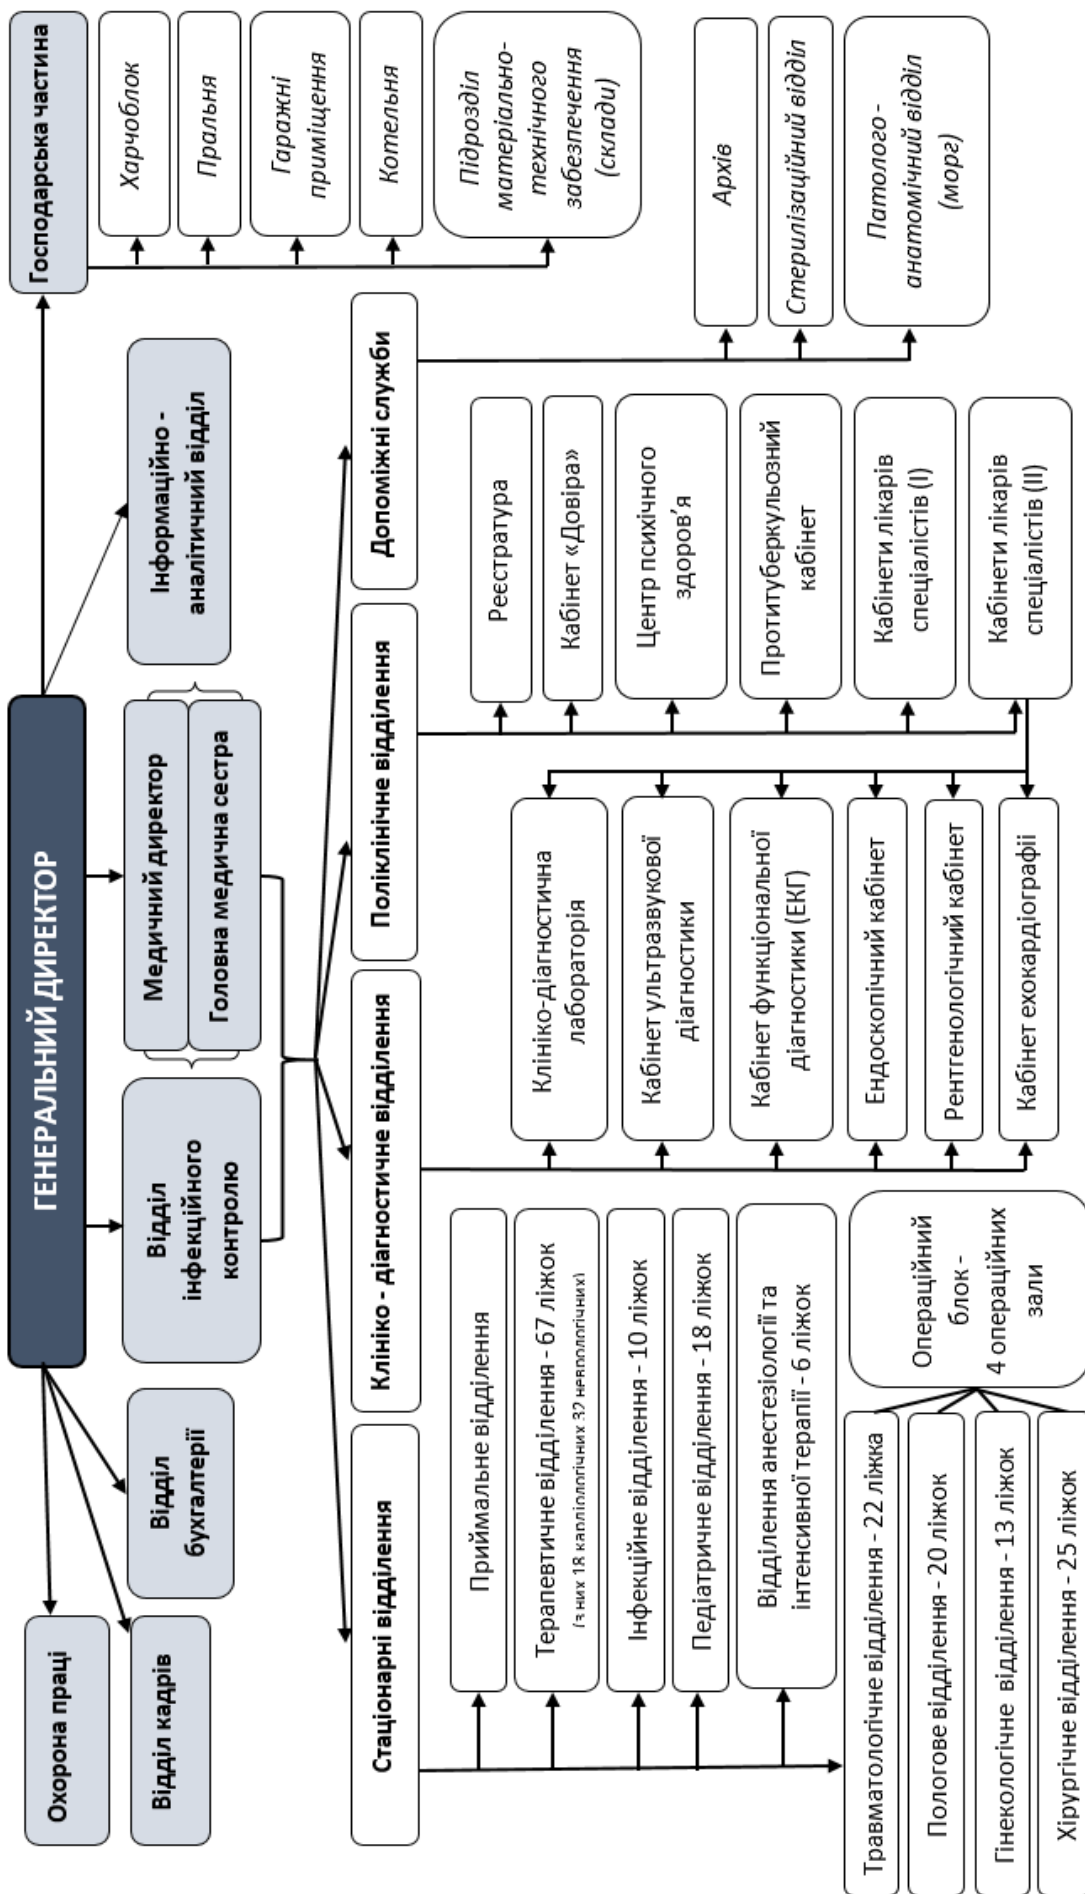 ГЕНЕРАЛЬНИЙ ДИРЕКТОР
Господарська частина
Охорона праці
Відділ кадрів
Відділ
бухгалтерії
Відділ
інфекційного
контролю
Медичний директор
Головна медична сестра
Інформаційно -
аналітичний відділ
Харчоблок
Пральня
Гаражні
приміщення
Котельня
Підрозділ
матеріально-
технічного
забезпечення
(склади)
Стаціонарні відділення
Клініко - діагностичне відділення
Поліклінічне відділення
Допоміжні служби
Приймальне відділення
Терапевтичне відділення - 67 ліжок
(з них 18 кардіологічних 32 неврологічних)
Інфекційне відділення - 10 ліжок
Педіатричне відділення - 18 ліжок
Відділення анестезіології та
інтенсивної терапії - 6 ліжок
Травматологічне відділення - 22 ліжка
Пологове відділення - 20 ліжок
Гінекологічне відділення - 13 ліжок
Хірургічне відділення - 25 ліжок
Операційний
блок -
4 операційних
зали
Клініко-діагностична
лабораторія
Кабінет ультразвукової
діагностики
Кабінет функціональної
діагностики (ЕКГ)
Ендоскопічний кабінет
Рентгенологічний кабінет
Кабінет ехокардіографії
Реєстратура
Кабінет «Довіра»
Центр психічного
здоров’я
Протитуберкульозний
кабінет
Кабінети лікарів
спеціалістів (І)
Кабінети лікарів
спеціалістів (ІІ)
Архів
Стерилізаційний відділ
Патолого -
анатомічний відділ
(морг)